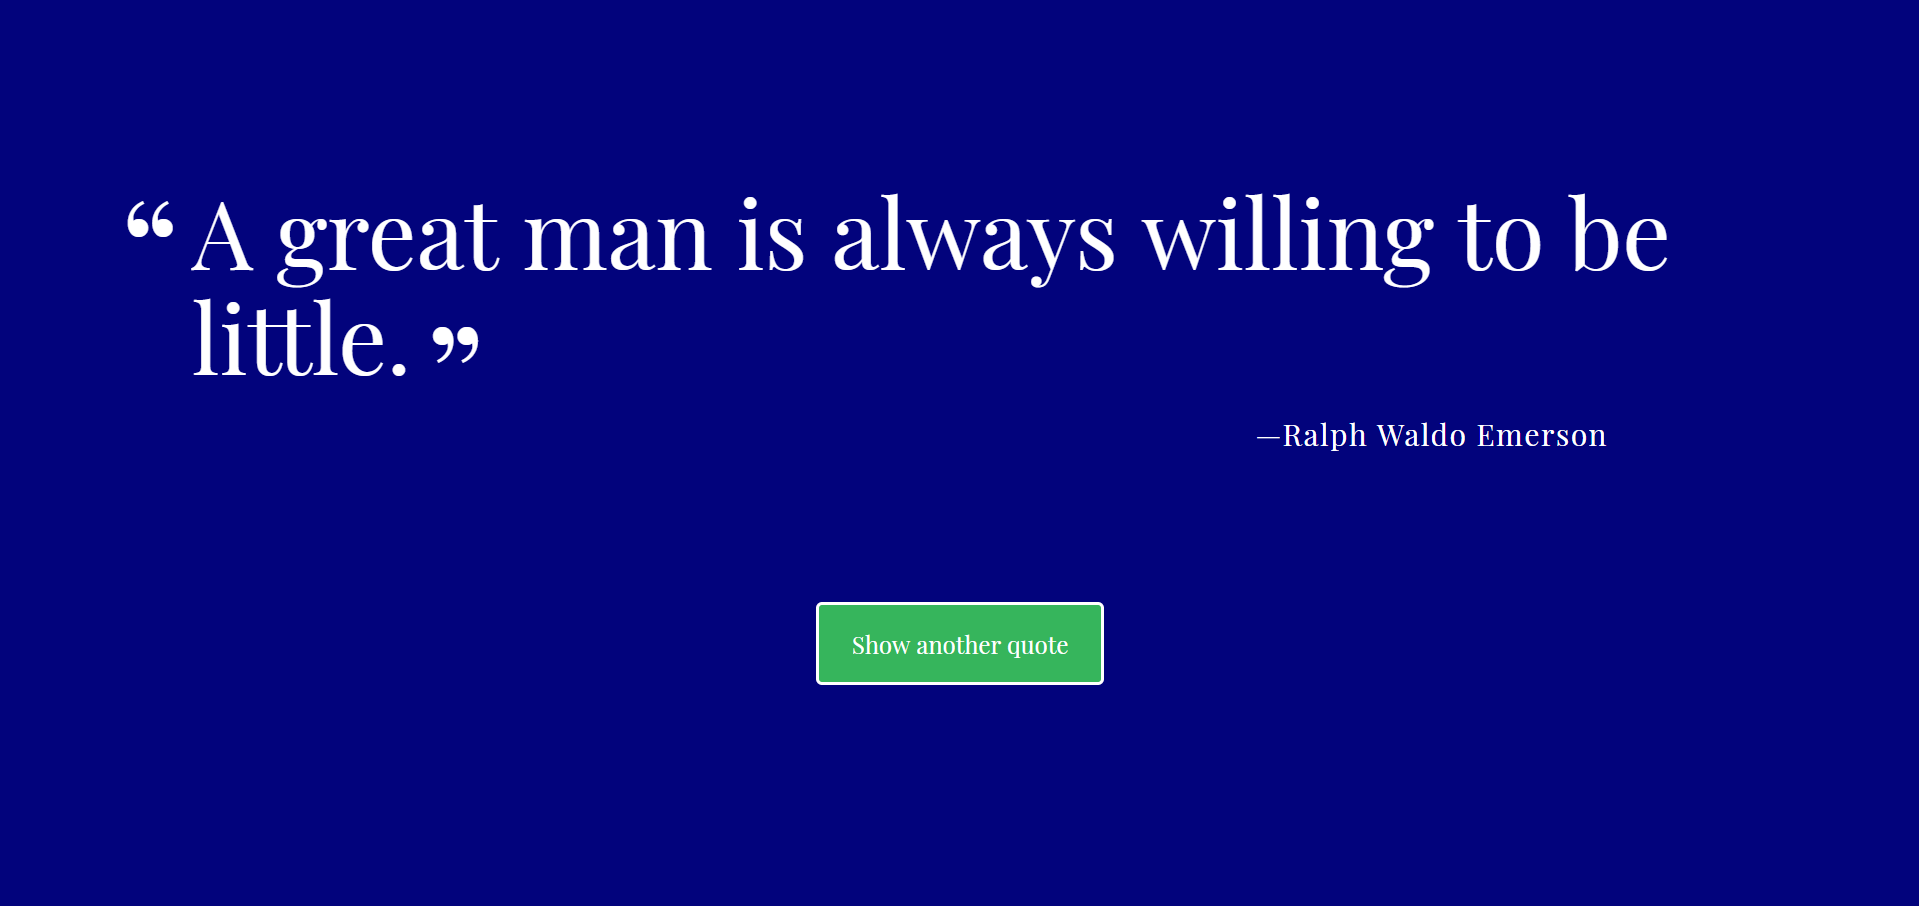 “A great man is always willing to be
little. ”
—Ralph Waldo Emerson
Show another quote